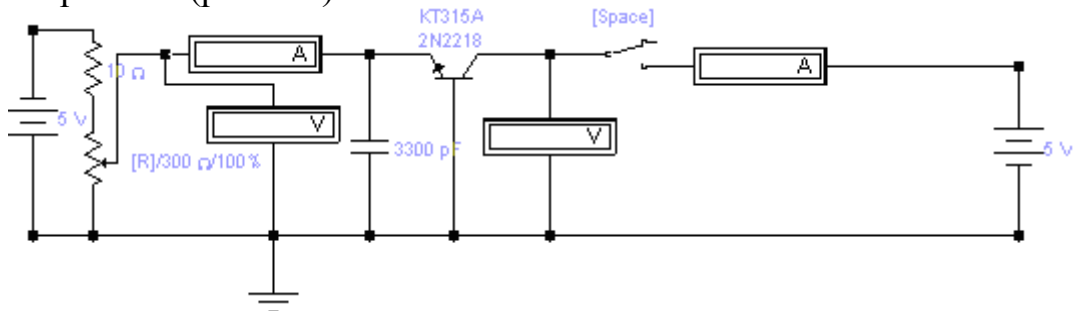 KT315A
2N2218
[Space]
A
A
10 Ω
5 V
V
V
3300 pF
5 V
[R]/300 Ω/100%